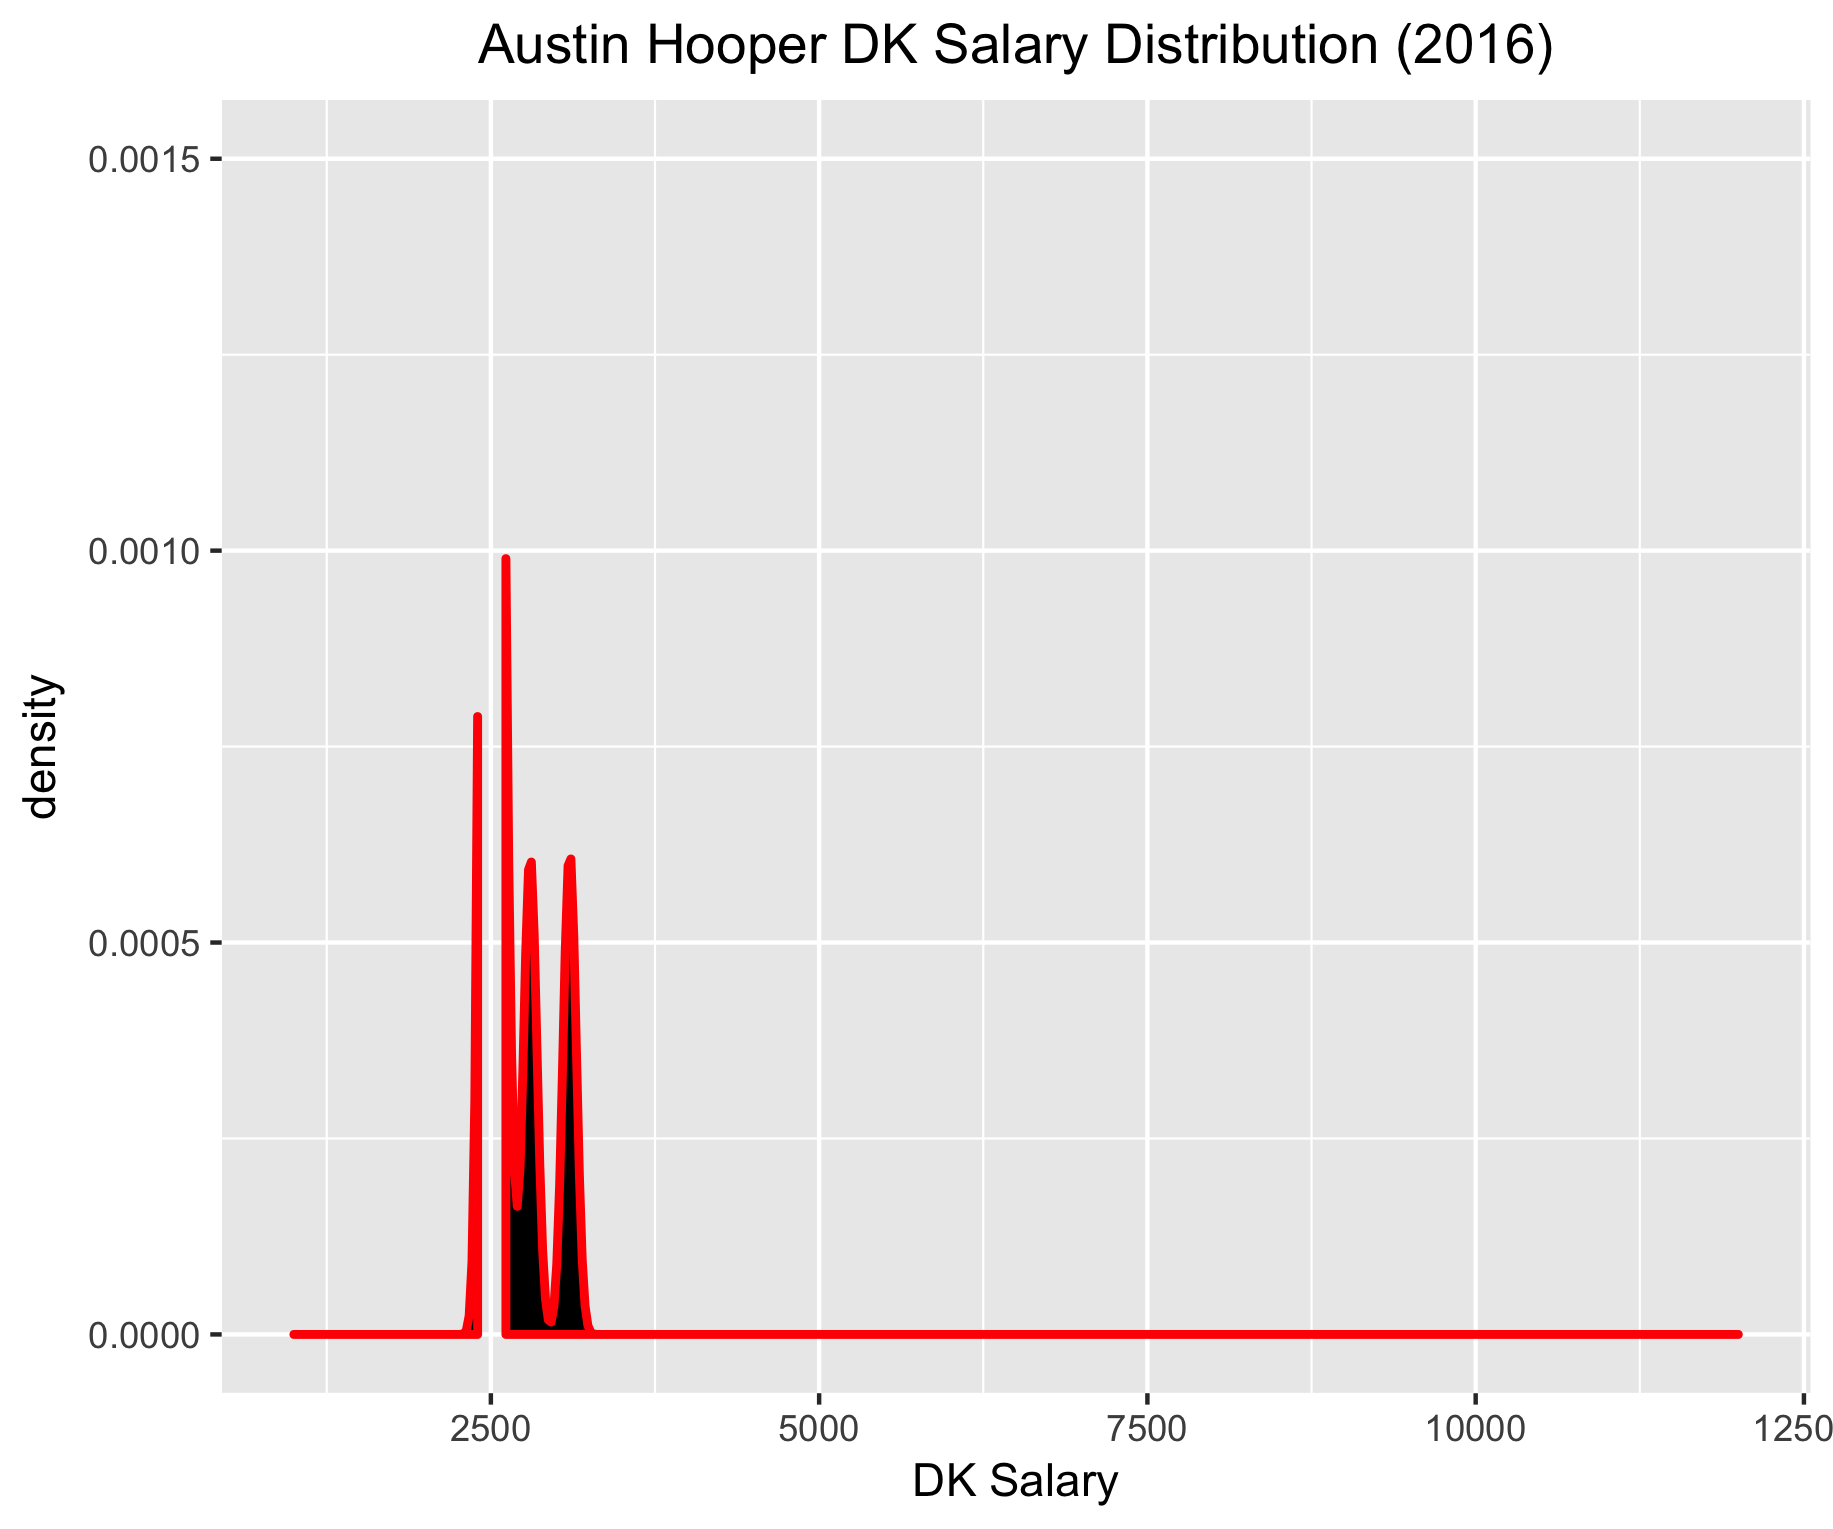 Austin Hooper DK Salary Distribution (2016)
0.0015
0.0010
0.0005
0.0000
density
2500 5000 7500 10000 1250
DK Salary